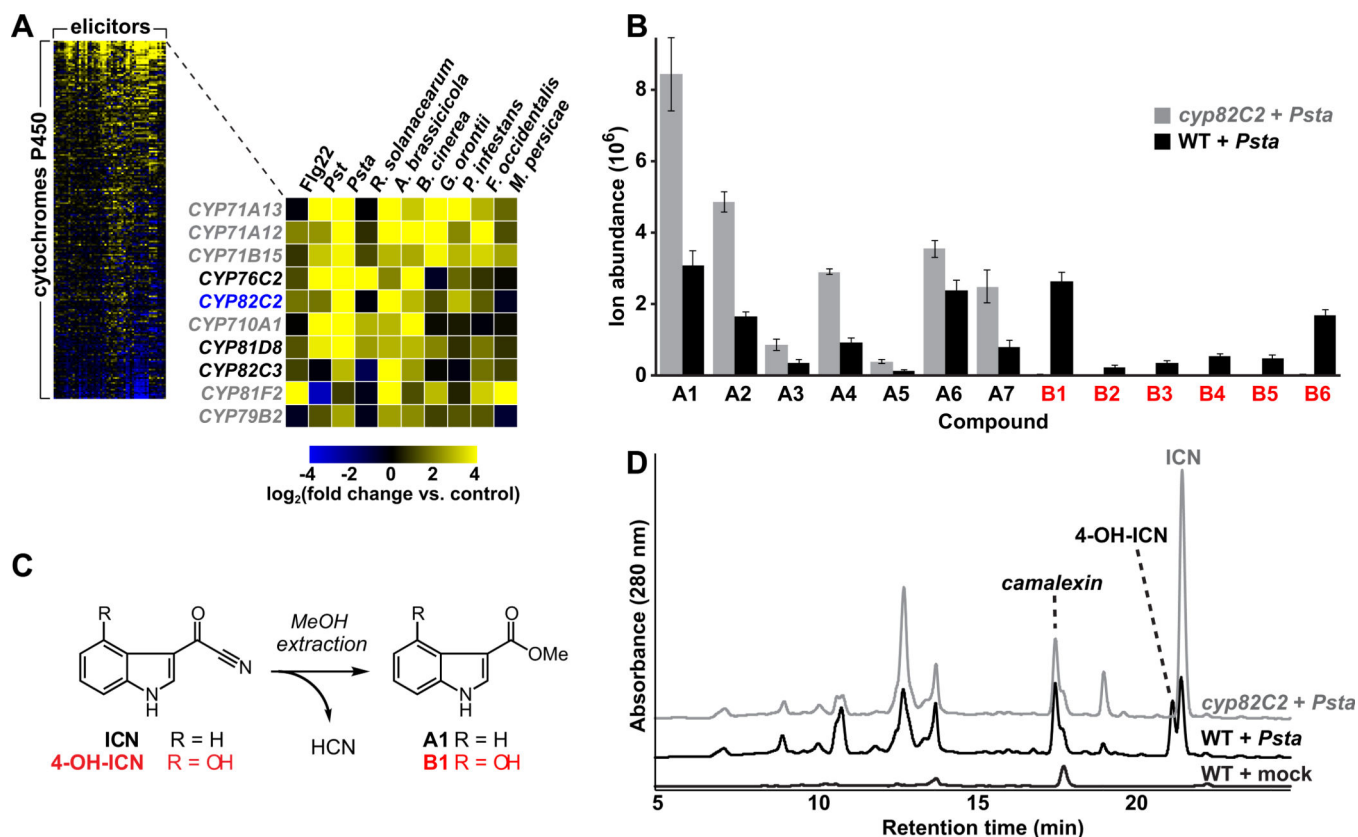 A
elicitors
cytochromes P450
Flg22
Pst
Psta
R. solanacearum
A. brassicicola
B. cinerea
G. orontii
P. infestans
F. occidentalis
M. persicae
CYP71A13
CYP71A12
CYP71B15
CYP76C2
CYP82C2
CYP710A1
CYP81D8
CYP82C3
CYP81F2
CYP79B2
-4 -2 0 2 4
log2(fold change vs. control)
B
Ion abundance (10^6)
8
6
4
2
0
cyp82C2 + Psta
WT + Psta
A1 A2 A3 A4 A5 A6 A7 B1 B2 B3 B4 B5 B6
Compound
C
R
O
N
N
H
MeOH
extraction
HCN
R
O
OMe
N
H
ICN R = H
4-OH-ICN R = OH
A1 R = H
B1 R = OH
D
Absorbance (280 nm)
ICN
4-OH-ICN
camalexin
cyp82C2 + Psta
WT + Psta
WT + mock
5 10 15 20
Retention time (min)